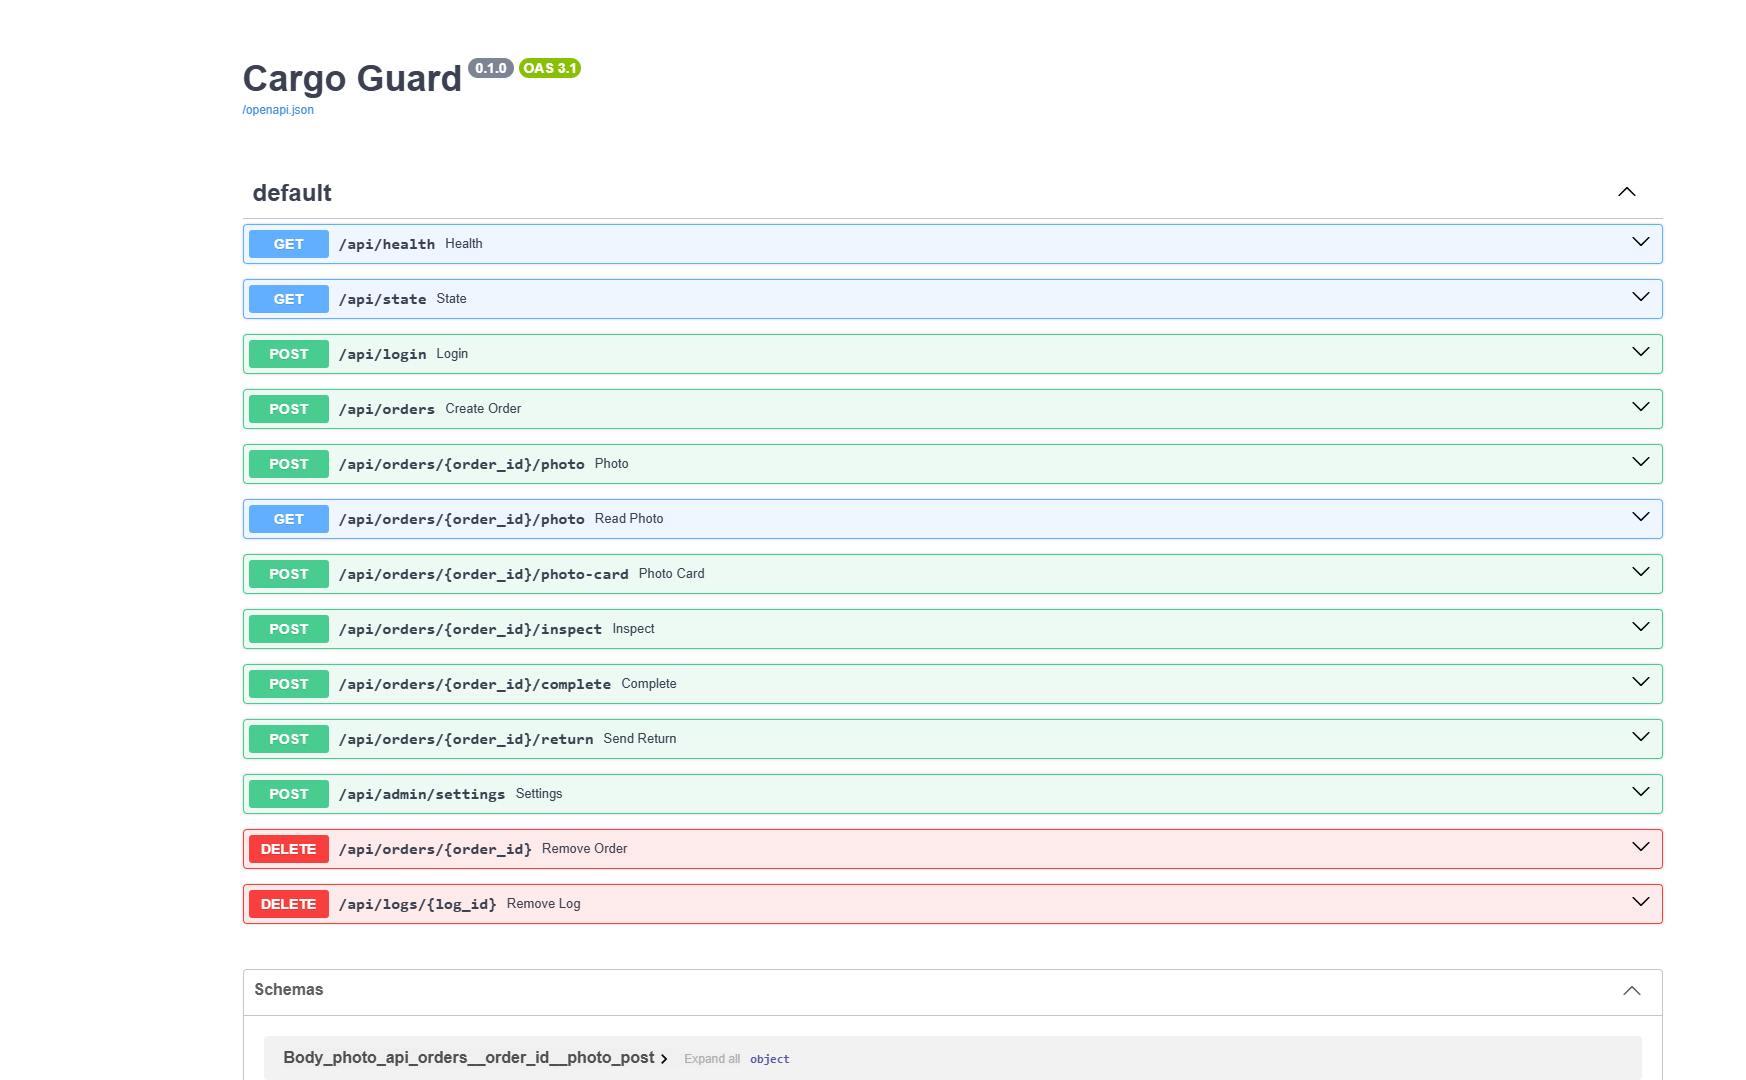 Cargo Guard 0.1.0 OAS 3.1
/openapi.json
default
GET /api/health Health
GET /api/state State
POST /api/login Login
POST /api/orders Create Order
POST /api/orders/{order_id}/photo Photo
GET /api/orders/{order_id}/photo Read Photo
POST /api/orders/{order_id}/photo-card Photo Card
POST /api/orders/{order_id}/inspect Inspect
POST /api/orders/{order_id}/complete Complete
POST /api/orders/{order_id}/return Send Return
POST /api/admin/settings Settings
DELETE /api/orders/{order_id} Remove Order
DELETE /api/logs/{log_id} Remove Log
Schemas
Body_photo_api_orders__order_id__photo_post Expand all object